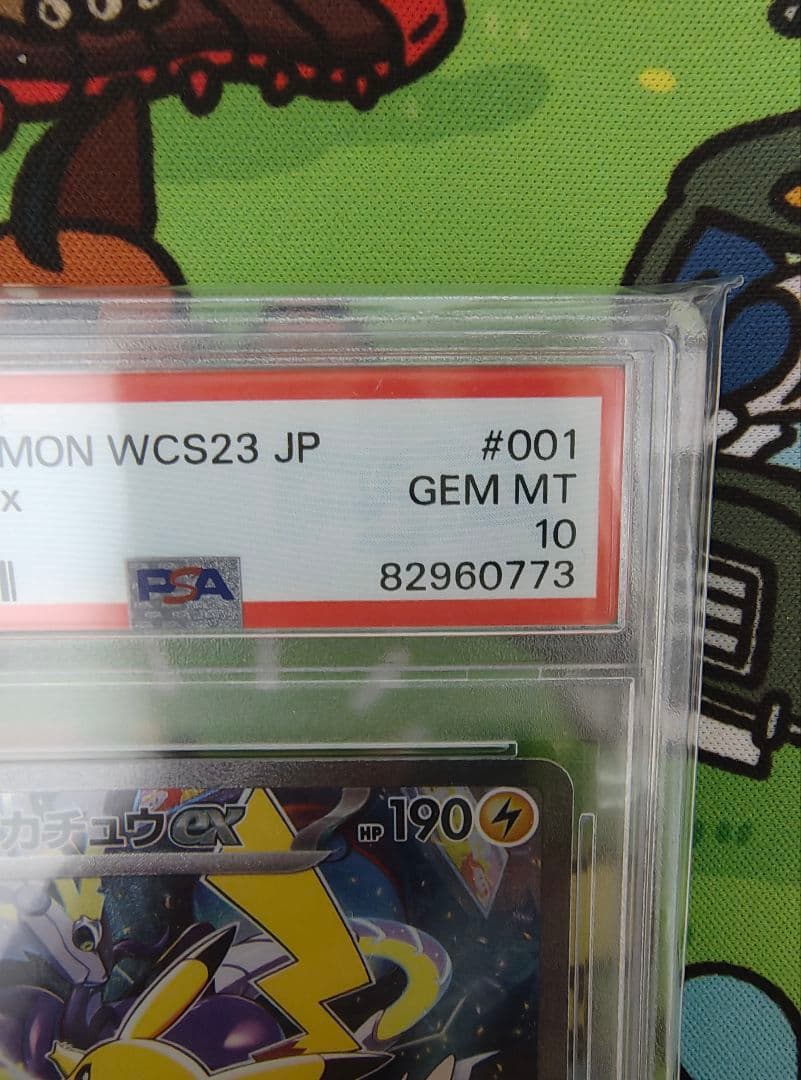 MON WCS23 JP #001
x GEM MT
10
PSA 82960773
カチュウex HP 190